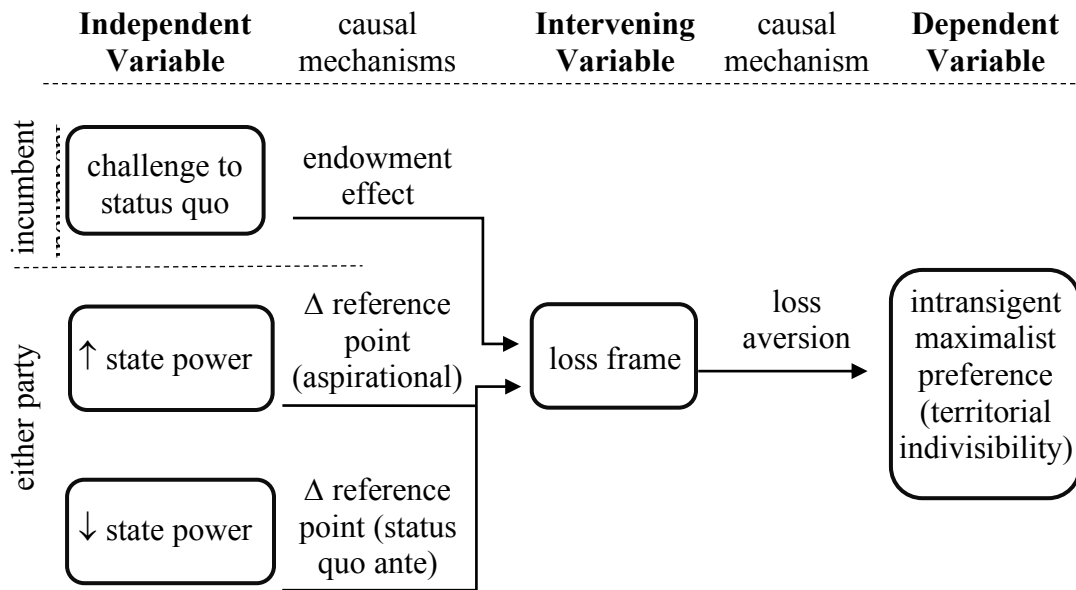 Independent Variable
causal mechanisms
Intervening Variable
causal mechanism
Dependent Variable
incumbent
challenge to
status quo
endowment
effect
either party
↑ state power
Δ reference
point
(aspirational)
loss frame
loss
aversion
intransigent
maximalist
preference
(territorial
indivisibility)
↓ state power
Δ reference
point (status
quo ante)